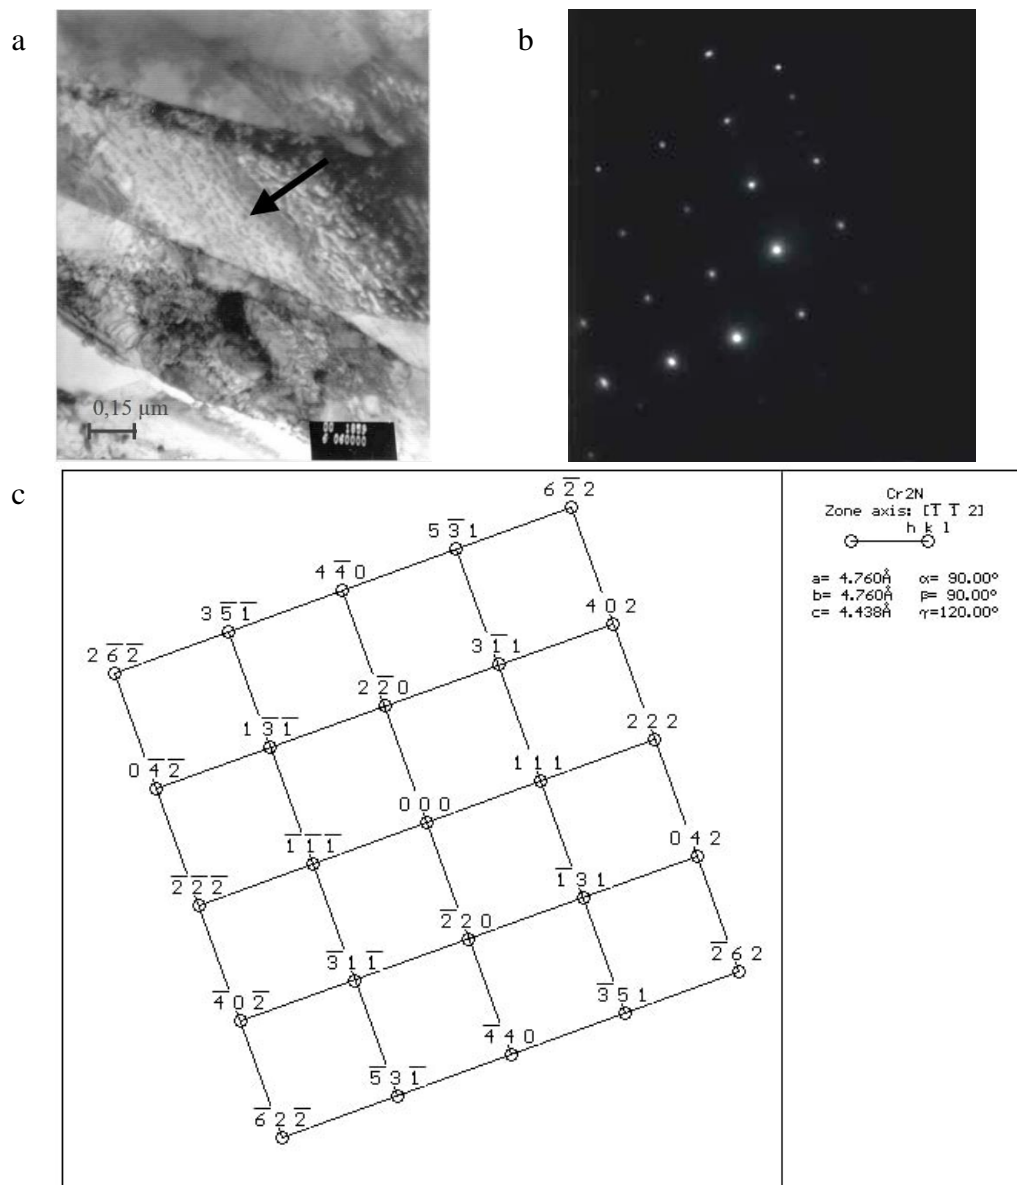 a
b
0,15 μm
c
6 2̅ 2
5 3̅ 1
4 4̅ 0
3 5̅ 1̅
2 6̅ 2̅
4 0 2
3 1̅ 1
2 2̅ 0
1 3̅ 1̅
0 4̅ 2̅
2 2 2
1 1 1
0 0 0
1̅ 1̅ 1̅
2̅ 2̅ 2̅
0 4 2
1̅ 3 1
2̅ 2 0
3̅ 1 1̅
4̅ 0 2̅
2̅ 6 2
3̅ 5 1
4̅ 4 0
5̅ 3 1̅
6̅ 2 2̅
Cr2N
Zone axis: [1̅ 1̅ 2]
h k l
a= 4.760Å α= 90.00°
b= 4.760Å β= 90.00°
c= 4.438Å γ=120.00°